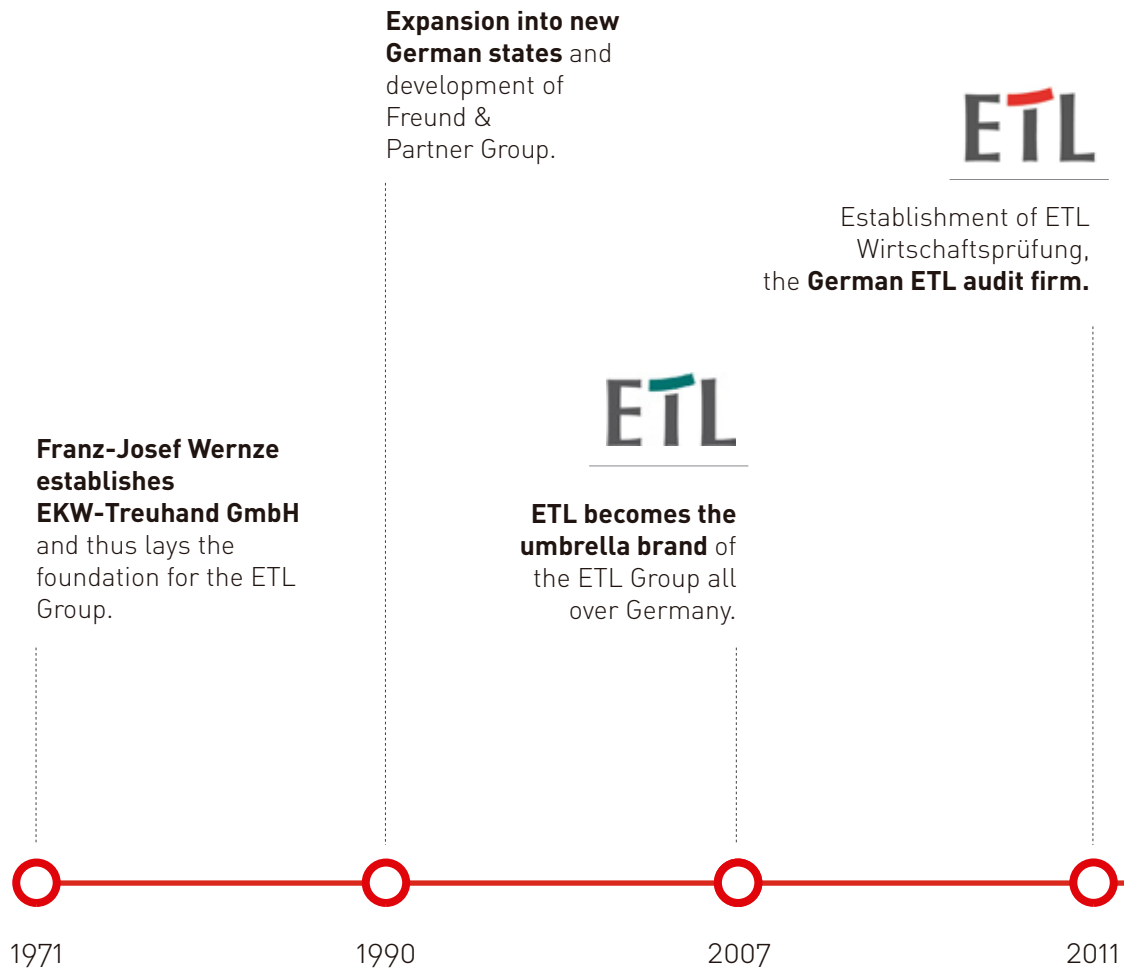 Expansion into new
German states and
development of
Freund &
Partner Group.
ETL
Establishment of ETL
Wirtschaftsprüfung,
the German ETL audit firm.
ETL
Franz-Josef Wernze
establishes
EKW-Treuhand GmbH
and thus lays the
foundation for the ETL
Group.
ETL becomes the
umbrella brand of
the ETL Group all
over Germany.
1971
1990
2007
2011